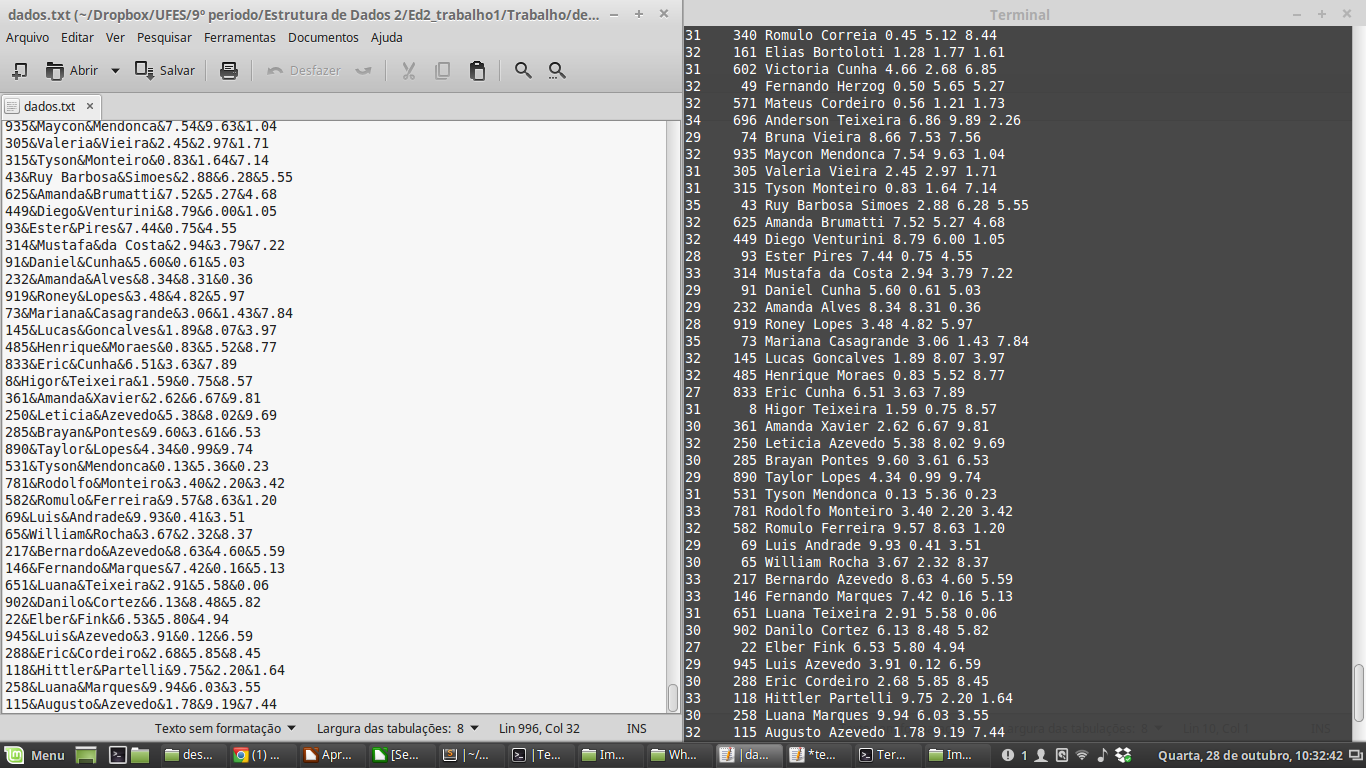 dados.txt (~/Dropbox/UFES/9º periodo/Estrutura de Dados 2/Ed2_trabalho1/Trabalho/de...
Arquivo Editar Ver Pesquisar Ferramentas Documentos Ajuda
Abrir Salvar Desfazer
dados.txt
935&Maycon&Mendonca&7.54&9.63&1.04
305&Valeria&Vieira&2.45&2.97&1.71
315&Tyson&Monteiro&0.83&1.64&7.14
43&Ruy Barbosa&Simoes&2.88&6.28&5.55
625&Amanda&Brumatti&7.52&5.27&4.68
449&Diego&Venturini&8.79&6.00&1.05
93&Ester&Pires&7.44&0.75&4.55
314&Mustafa&da Costa&2.94&3.79&7.22
91&Daniel&Cunha&5.60&0.61&5.03
232&Amanda&Alves&8.34&8.31&0.36
919&Roney&Lopes&3.48&4.82&5.97
73&Mariana&Casagrande&3.06&1.43&7.84
145&Lucas&Goncalves&1.89&8.07&3.97
485&Henrique&Moraes&0.83&5.52&8.77
833&Eric&Cunha&6.51&3.63&7.89
8&Higor&Teixeira&1.59&0.75&8.57
361&Amanda&Xavier&2.62&6.67&9.81
250&Leticia&Azevedo&5.38&8.02&9.69
285&Brayan&Pontes&9.60&3.61&6.53
890&Taylor&Lopes&4.34&0.99&9.74
531&Tyson&Mendonca&0.13&5.36&0.23
781&Rodolfo&Monteiro&3.40&2.20&3.42
582&Romulo&Ferreira&9.57&8.63&1.20
69&Luis&Andrade&9.93&0.41&3.51
65&William&Rocha&3.67&2.32&8.37
217&Bernardo&Azevedo&8.63&4.60&5.59
146&Fernando&Marques&7.42&0.16&5.13
651&Luana&Teixeira&2.91&5.58&0.06
902&Danilo&Cortez&6.13&8.48&5.82
22&Elber&Fink&6.53&5.80&4.94
945&Luis&Azevedo&3.91&0.12&6.59
288&Eric&Cordeiro&2.68&5.85&8.45
118&Hittler&Partelli&9.75&2.20&1.64
258&Luana&Marques&9.94&6.03&3.55
115&Augusto&Azevedo&1.78&9.19&7.44
Texto sem formatação Largura das tabulações: 8 Lin 996, Col 32 INS
Terminal
31 340 Romulo Correia 0.45 5.12 8.44
32 161 Elias Bortoloti 1.28 1.77 1.61
31 602 Victoria Cunha 4.66 2.68 6.85
32 49 Fernando Herzog 0.50 5.65 5.27
32 571 Mateus Cordeiro 0.56 1.21 1.73
34 696 Anderson Teixeira 6.86 9.89 2.26
29 74 Bruna Vieira 8.66 7.53 7.56
32 935 Maycon Mendonca 7.54 9.63 1.04
31 305 Valeria Vieira 2.45 2.97 1.71
31 315 Tyson Monteiro 0.83 1.64 7.14
35 43 Ruy Barbosa Simoes 2.88 6.28 5.55
32 625 Amanda Brumatti 7.52 5.27 4.68
32 449 Diego Venturini 8.79 6.00 1.05
28 93 Ester Pires 7.44 0.75 4.55
33 314 Mustafa da Costa 2.94 3.79 7.22
29 91 Daniel Cunha 5.60 0.61 5.03
29 232 Amanda Alves 8.34 8.31 0.36
28 919 Roney Lopes 3.48 4.82 5.97
35 73 Mariana Casagrande 3.06 1.43 7.84
32 145 Lucas Goncalves 1.89 8.07 3.97
32 485 Henrique Moraes 0.83 5.52 8.77
27 833 Eric Cunha 6.51 3.63 7.89
31 8 Higor Teixeira 1.59 0.75 8.57
30 361 Amanda Xavier 2.62 6.67 9.81
32 250 Leticia Azevedo 5.38 8.02 9.69
30 285 Brayan Pontes 9.60 3.61 6.53
29 890 Taylor Lopes 4.34 0.99 9.74
31 531 Tyson Mendonca 0.13 5.36 0.23
33 781 Rodolfo Monteiro 3.40 2.20 3.42
32 582 Romulo Ferreira 9.57 8.63 1.20
29 69 Luis Andrade 9.93 0.41 3.51
30 65 William Rocha 3.67 2.32 8.37
33 217 Bernardo Azevedo 8.63 4.60 5.59
33 146 Fernando Marques 7.42 0.16 5.13
31 651 Luana Teixeira 2.91 5.58 0.06
30 902 Danilo Cortez 6.13 8.48 5.82
27 22 Elber Fink 6.53 5.80 4.94
29 945 Luis Azevedo 3.91 0.12 6.59
30 288 Eric Cordeiro 2.68 5.85 8.45
33 118 Hittler Partelli 9.75 2.20 1.64
30 258 Luana Marques 9.94 6.03 3.55
32 115 Augusto Azevedo 1.78 9.19 7.44
Menu des... (1) ... Apr... [Se... | ~/... |Te... Im... Wh... | da... *te... Ter... Im... 1 Quarta, 28 de outubro, 10:32:42